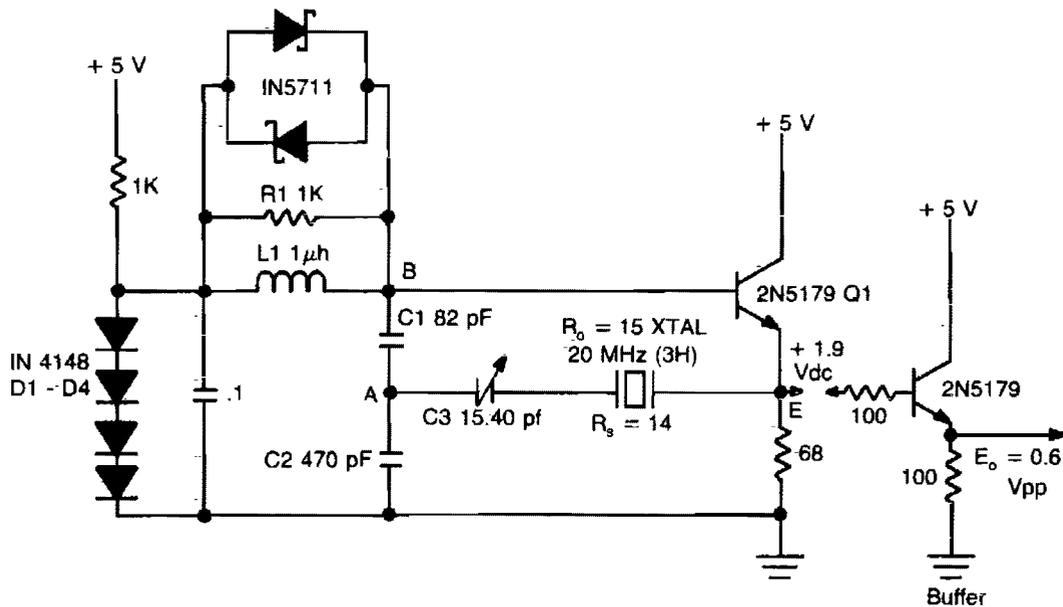 + 5 V
1K
IN5711
R1 1K
L1 1μh
B
C1 82 pF
+ 5 V
2N5179 Q1
+ 5 V
IN 4148
D1 - D4
.1
A
C3 15.40 pf
R₀ = 15 XTAL
20 MHz (3H)
Rₛ = 14
+ 1.9
Vdc
E
100
2N5179
C2 470 pF
68
100
E₀ = 0.6
Vpp
Buffer